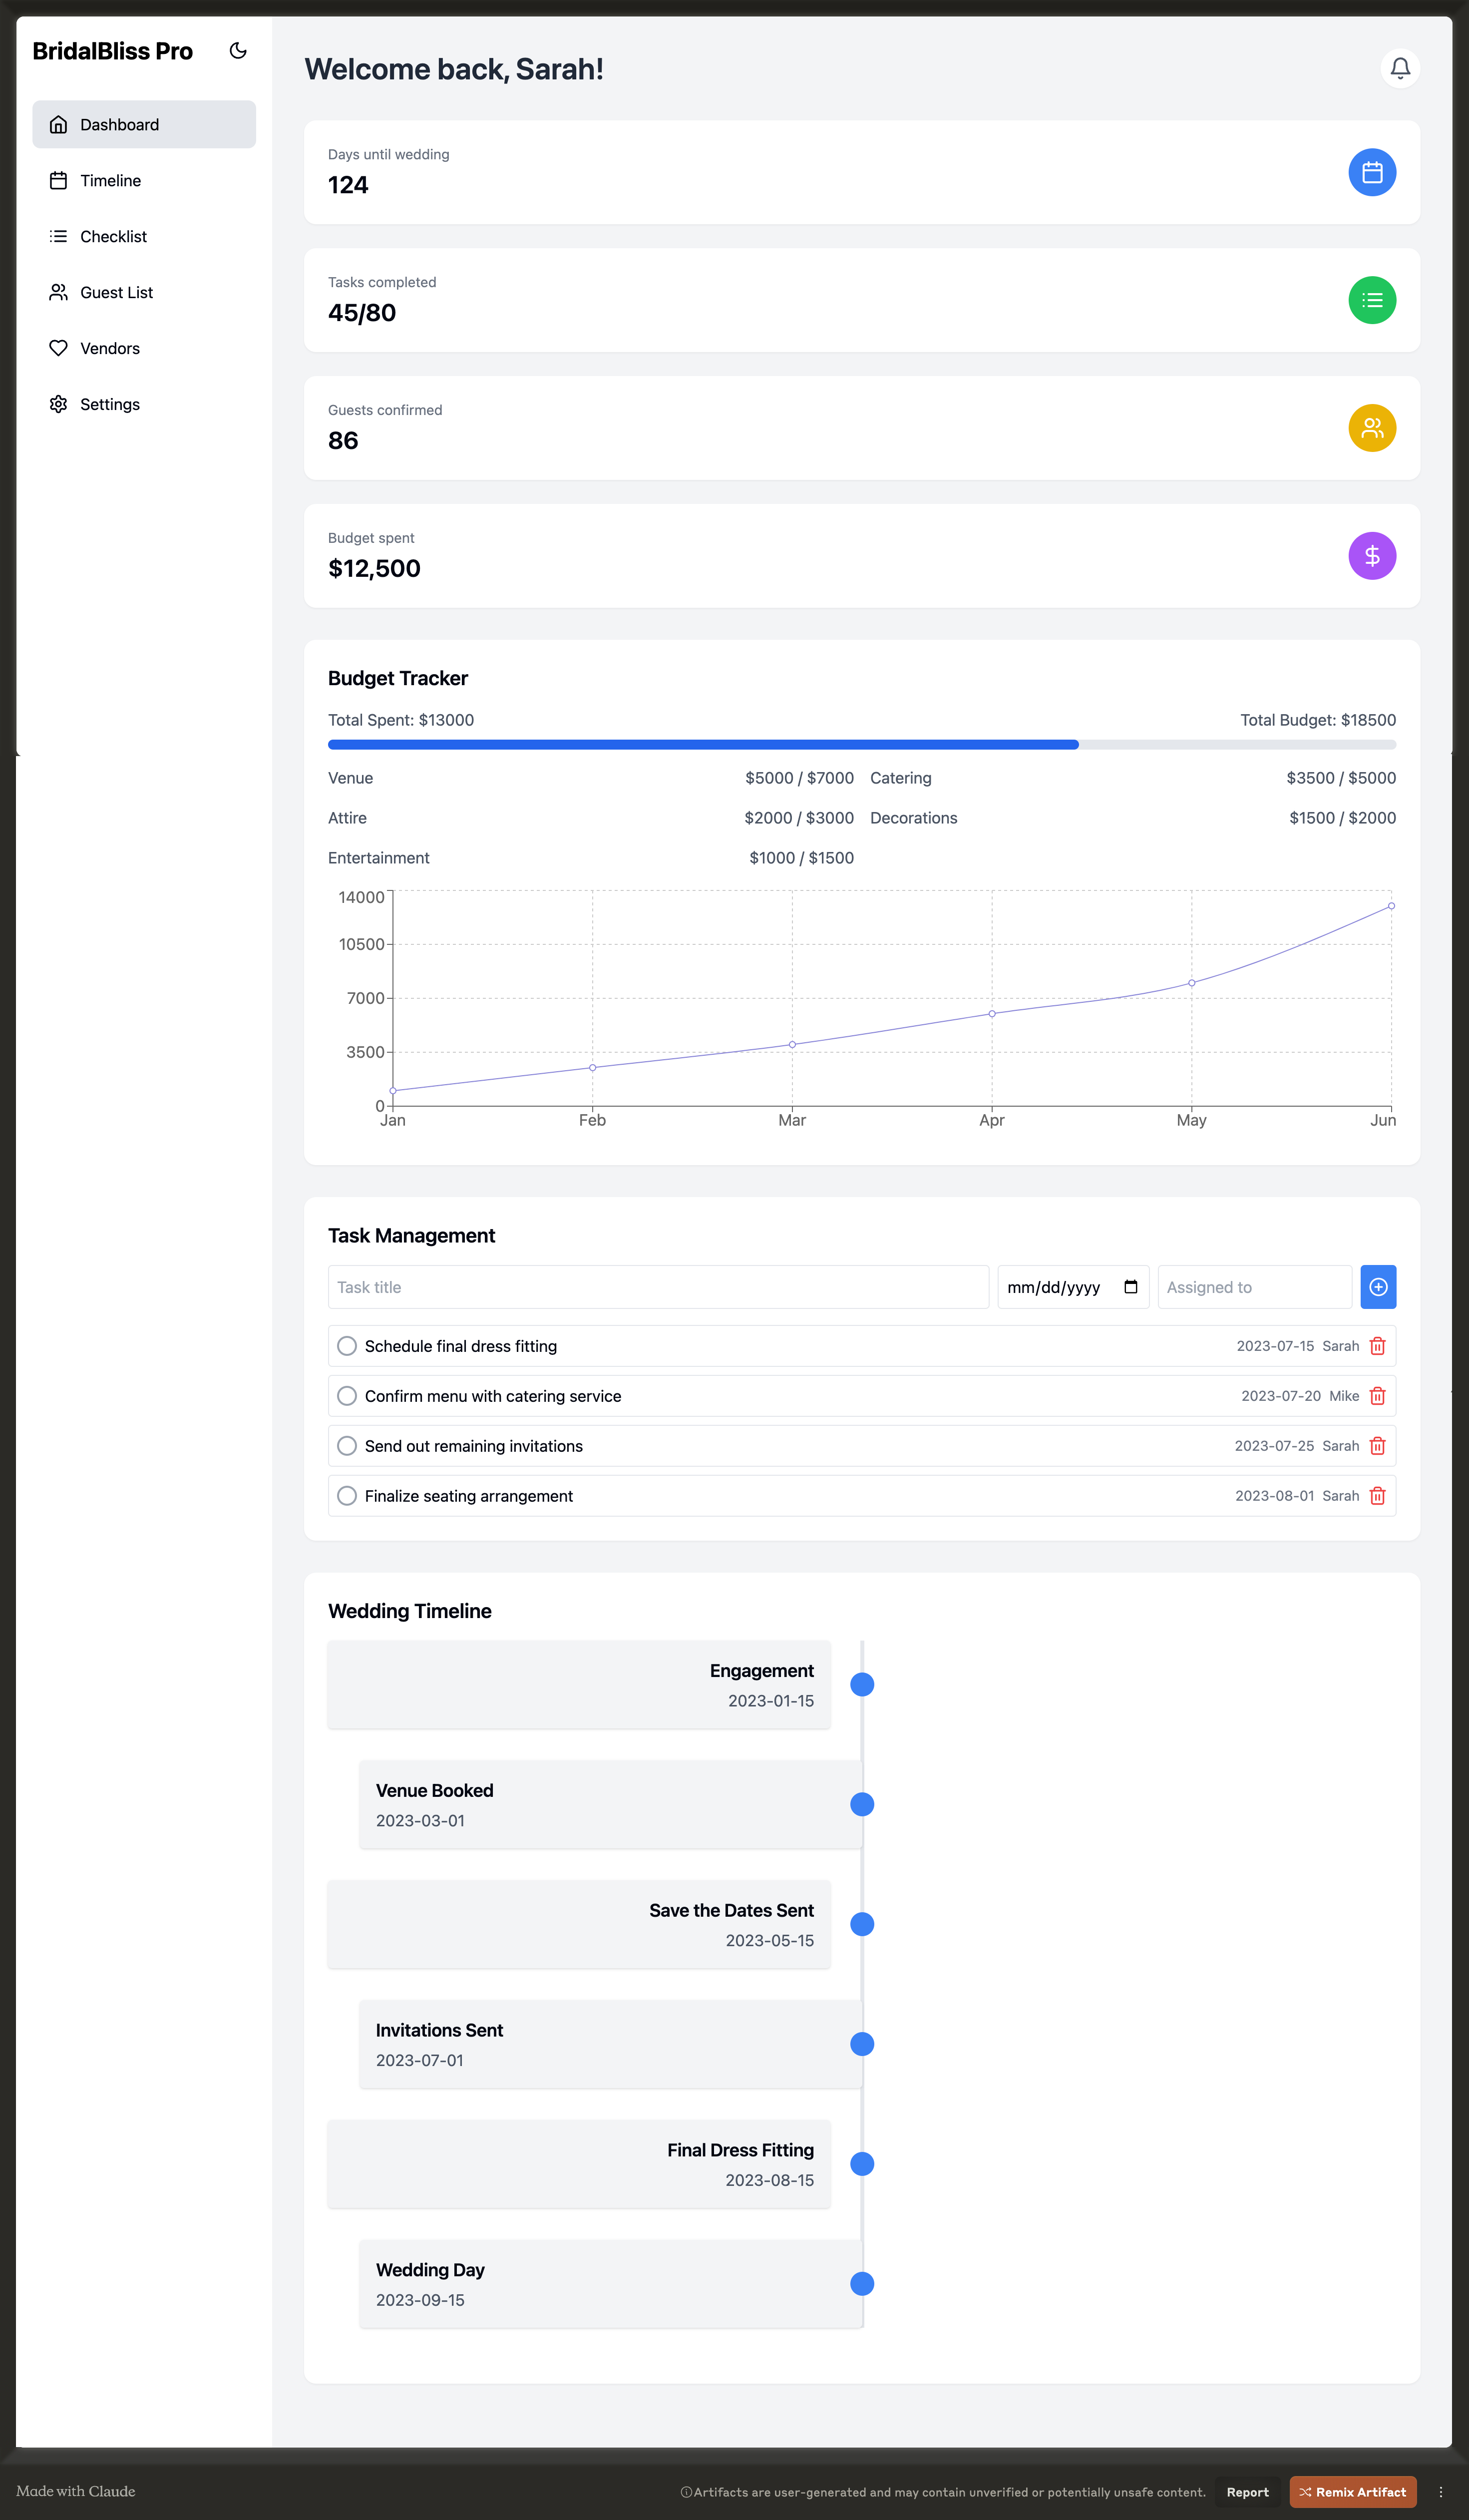 BridalBliss Pro
Dashboard
Timeline
Checklist
Guest List
Vendors
Settings
Welcome back, Sarah!
Days until wedding
124
Tasks completed
45/80
Guests confirmed
86
Budget spent
$12,500
Budget Tracker
Total Spent: $13000 Total Budget: $18500
Venue $5000 / $7000 Catering $3500 / $5000
Attire $2000 / $3000 Decorations $1500 / $2000
Entertainment $1000 / $1500
14000
10500
7000
3500
0
Jan Feb Mar Apr May Jun
Task Management
Task title mm/dd/yyyy Assigned to
Schedule final dress fitting 2023-07-15 Sarah
Confirm menu with catering service 2023-07-20 Mike
Send out remaining invitations 2023-07-25 Sarah
Finalize seating arrangement 2023-08-01 Sarah
Wedding Timeline
Engagement
2023-01-15
Venue Booked
2023-03-01
Save the Dates Sent
2023-05-15
Invitations Sent
2023-07-01
Final Dress Fitting
2023-08-15
Wedding Day
2023-09-15
Made with Claude Artifacts are user-generated and may contain unverified or potentially unsafe content. Report Remix Artifact